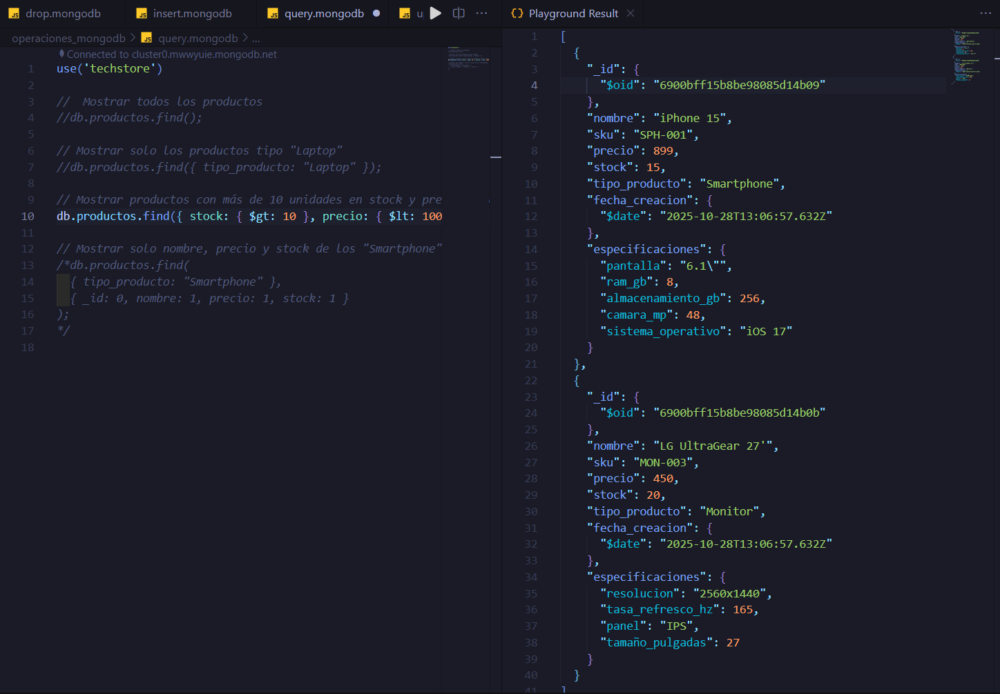 drop.mongodb
insert.mongodb
query.mongodb
u
operaciones_mongodb > query.mongodb > ...
Connected to cluster0.mwwyuie.mongodb.net
1 use('techstore')
2
3 //  Mostrar todos los productos
4 //db.productos.find();
5
6 // Mostrar solo los productos tipo "Laptop"
7 //db.productos.find({ tipo_producto: "Laptop" });
8
9 // Mostrar productos con más de 10 unidades en stock y pre
10 db.productos.find({ stock: { $gt: 10 }, precio: { $lt: 100
11
12 // Mostrar solo nombre, precio y stock de los "Smartphone"
13 /*db.productos.find(
14   { tipo_producto: "Smartphone" },
15   { _id: 0, nombre: 1, precio: 1, stock: 1 }
16 );
17 */
18
Playground Result
1 [
2   {
3     "_id": {
4       "$oid": "6900bff15b8be98085d14b09"
5     },
6     "nombre": "iPhone 15",
7     "sku": "SPH-001",
8     "precio": 899,
9     "stock": 15,
10     "tipo_producto": "Smartphone",
11     "fecha_creacion": {
12       "$date": "2025-10-28T13:06:57.632Z"
13     },
14     "especificaciones": {
15       "pantalla": "6.1\"",
16       "ram_gb": 8,
17       "almacenamiento_gb": 256,
18       "camara_mp": 48,
19       "sistema_operativo": "iOS 17"
20     }
21   },
22   {
23     "_id": {
24       "$oid": "6900bff15b8be98085d14b0b"
25     },
26     "nombre": "LG UltraGear 27'",
27     "sku": "MON-003",
28     "precio": 450,
29     "stock": 20,
30     "tipo_producto": "Monitor",
31     "fecha_creacion": {
32       "$date": "2025-10-28T13:06:57.632Z"
33     },
34     "especificaciones": {
35       "resolucion": "2560x1440",
36       "tasa_refresco_hz": 165,
37       "panel": "IPS",
38       "tamaño_pulgadas": 27
39     }
40   }
41 ]